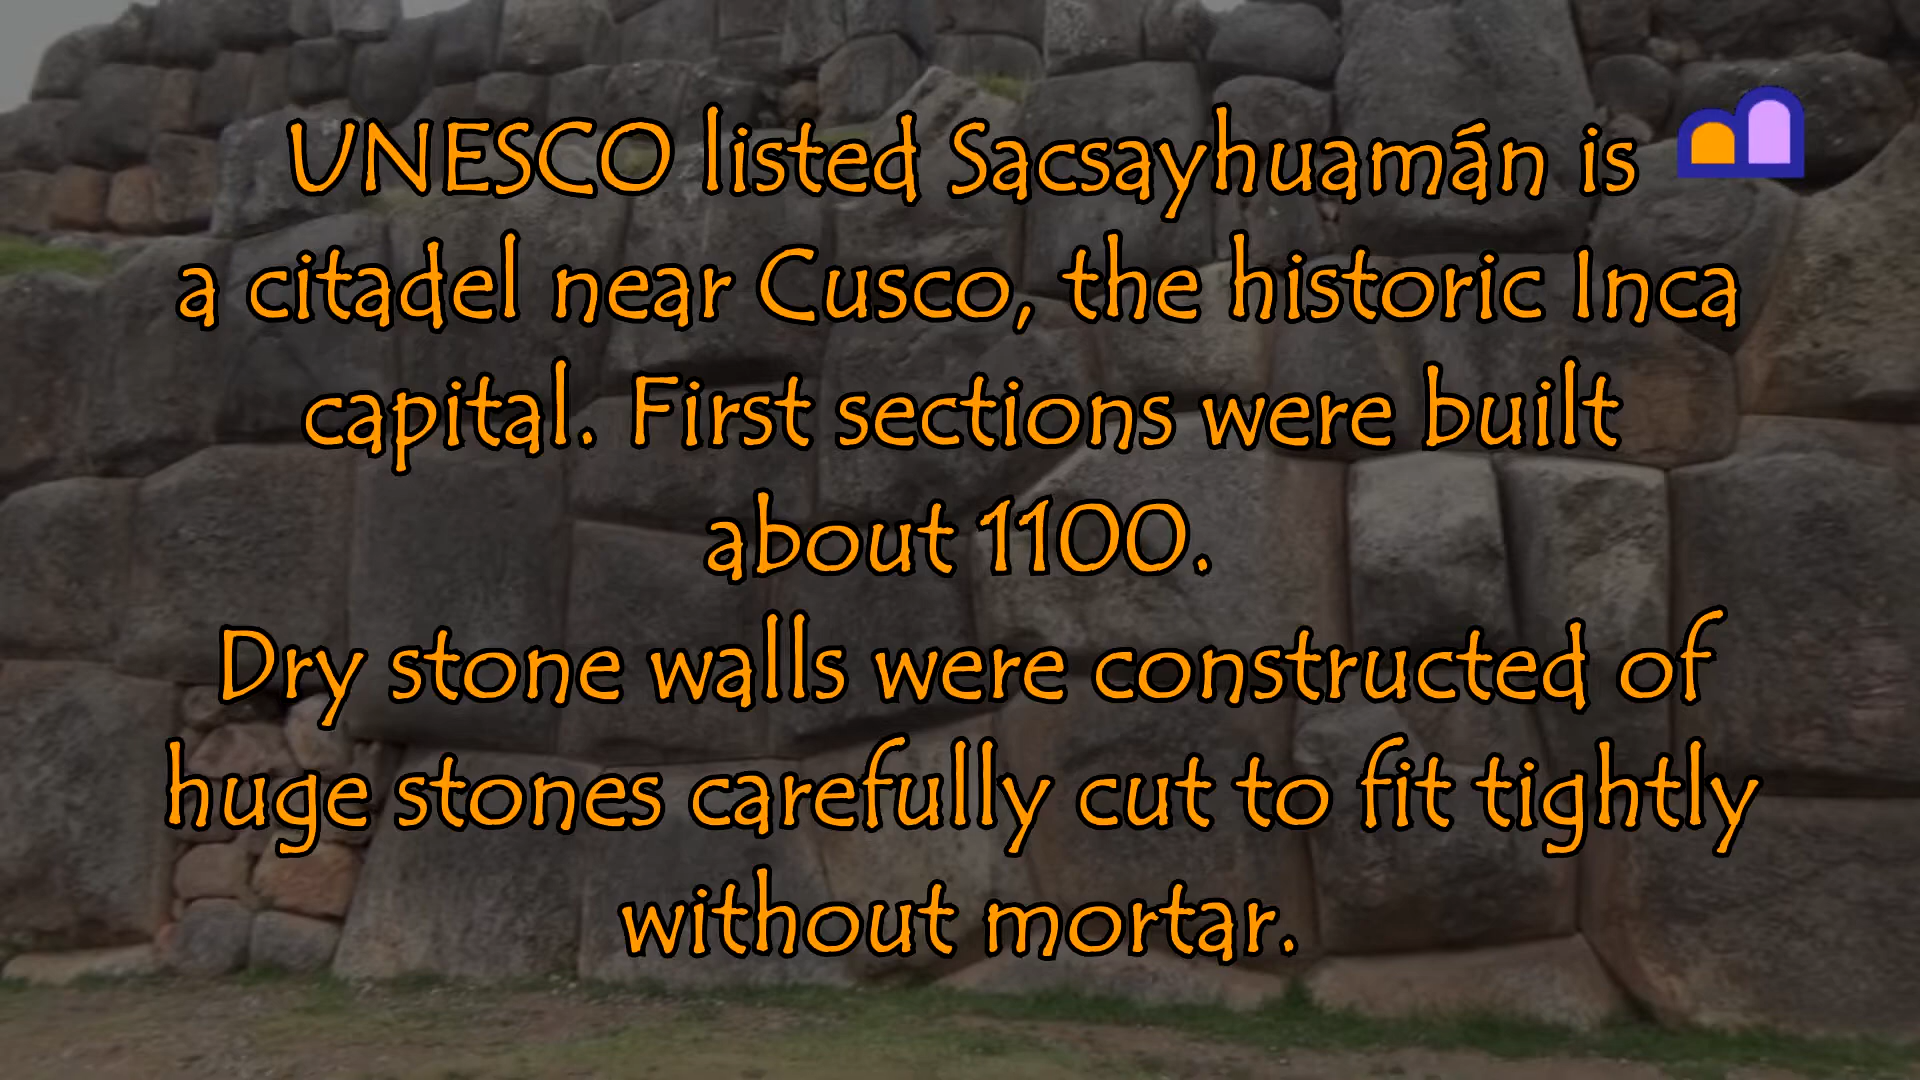 UNESCO listed Sacsayhuamán is
a citadel near Cusco, the historic Inca
capital. First sections were built
about 1100.
Dry stone walls were constructed of
huge stones carefully cut to fit tightly
without mortar.